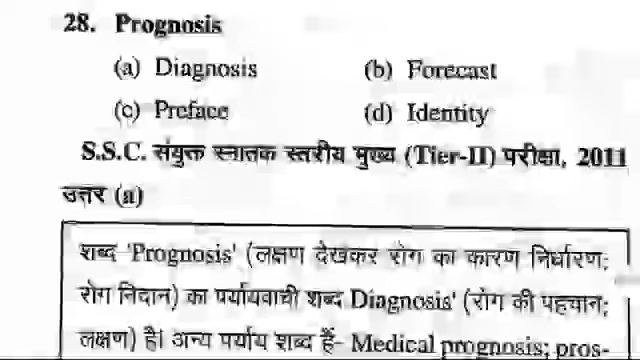 28. Prognosis
(a) Diagnosis (b) Forecast
(c) Preface (d) Identity
S.S.C. संयुक्त स्नातक स्तरीय मुख्य (Tier-II) परीक्षा, 2011
उत्तर (a)
शब्द 'Prognosis' (लक्षण देखकर रोग का कारण निर्धारण;
रोग निदान) का पर्यायवाची शब्द Diagnosis' (रोग की पहचान;
लक्षण) है। अन्य पर्याय शब्द हैं- Medical prognosis; pros-